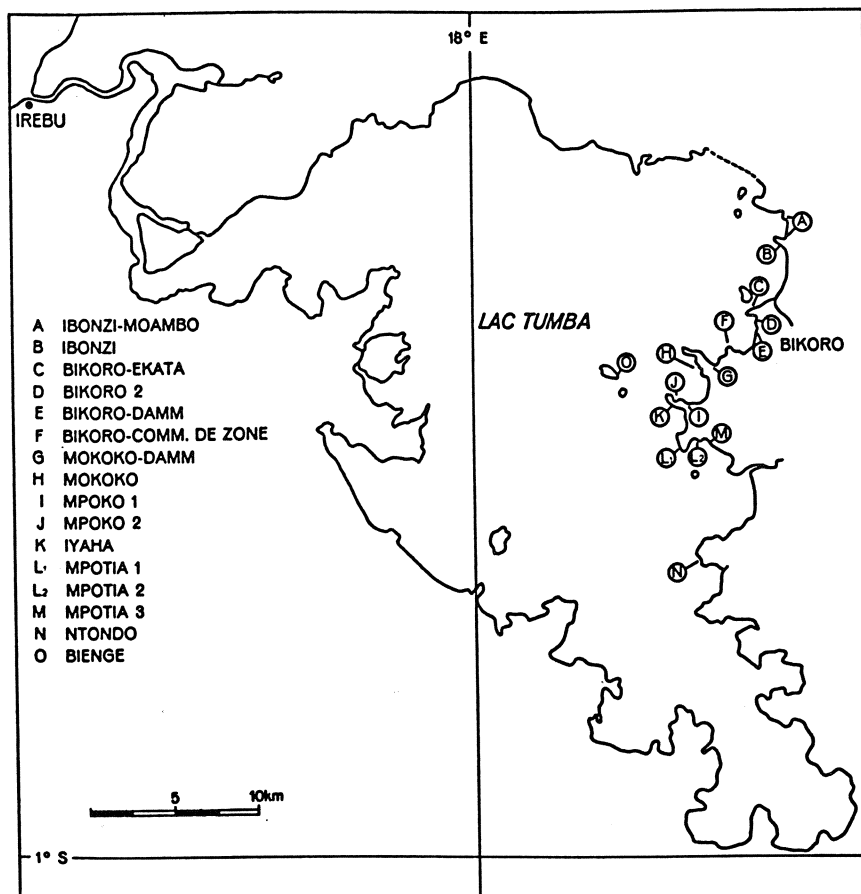 18° E
IREBU
A
B
C
LAC TUMBA
F
D
BIKORO
E
H
O
G
J
K
I
M
L₁
L₂
N
A IBONZI-MOAMBO
B IBONZI
C BIKORO-EKATA
D BIKORO 2
E BIKORO-DAMM
F BIKORO-COMM. DE ZONE
G MOKOKO-DAMM
H MOKOKO
I MPOKO 1
J MPOKO 2
K IYAHA
L₁ MPOTIA 1
L₂ MPOTIA 2
M MPOTIA 3
N NTONDO
O BIENGE
5 10km
1° S